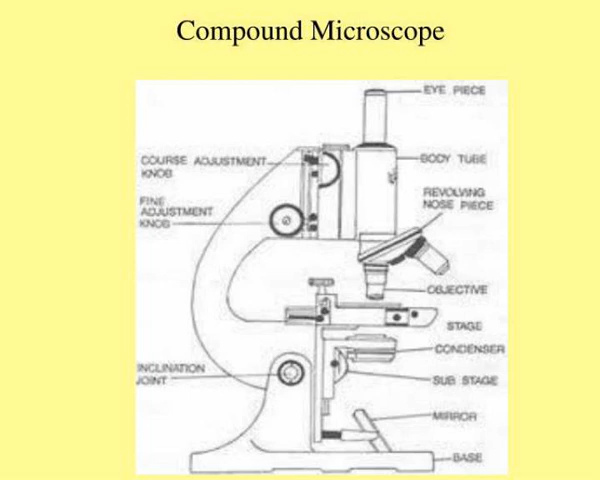 Compound Microscope
EYE PIECE
COURSE ADJUSTMENT
KNOB
BODY TUBE
REVOLVING
NOSE PIECE
FINE
ADJUSTMENT
KNOB
OBJECTIVE
STAGE
CONDENSER
INCLINATION
JOINT
SUB STAGE
MIRROR
BASE